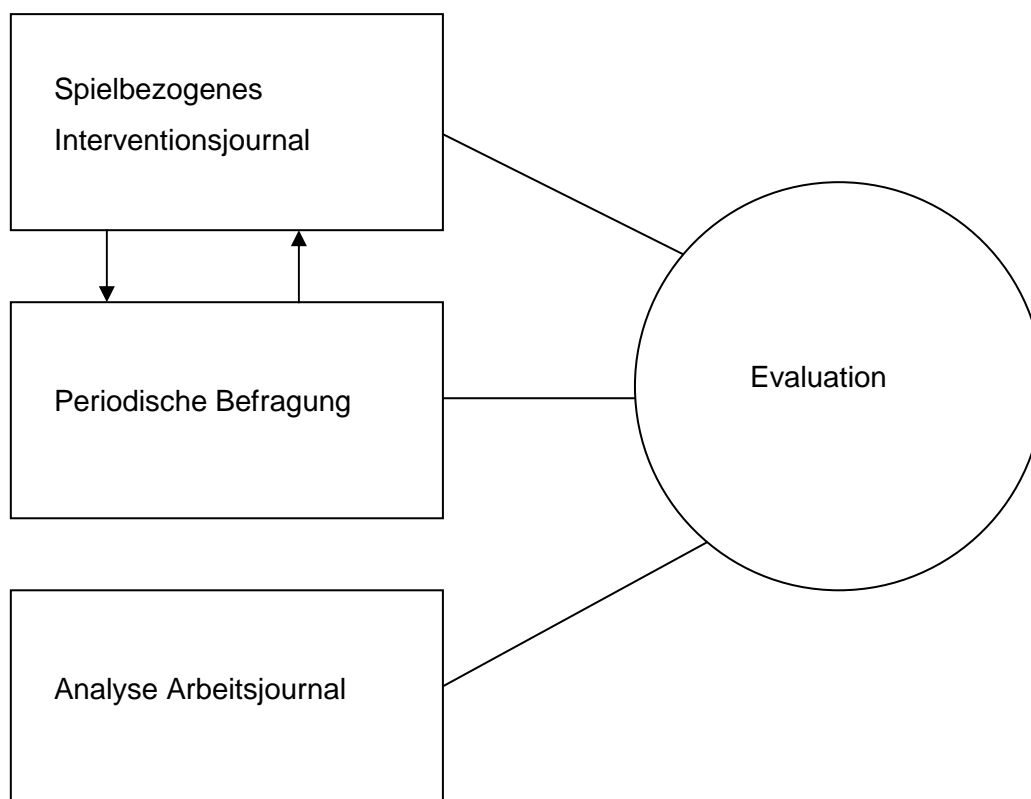 Spielbezogenes
Interventionsjournal
Periodische Befragung
Evaluation
Analyse Arbeitsjournal